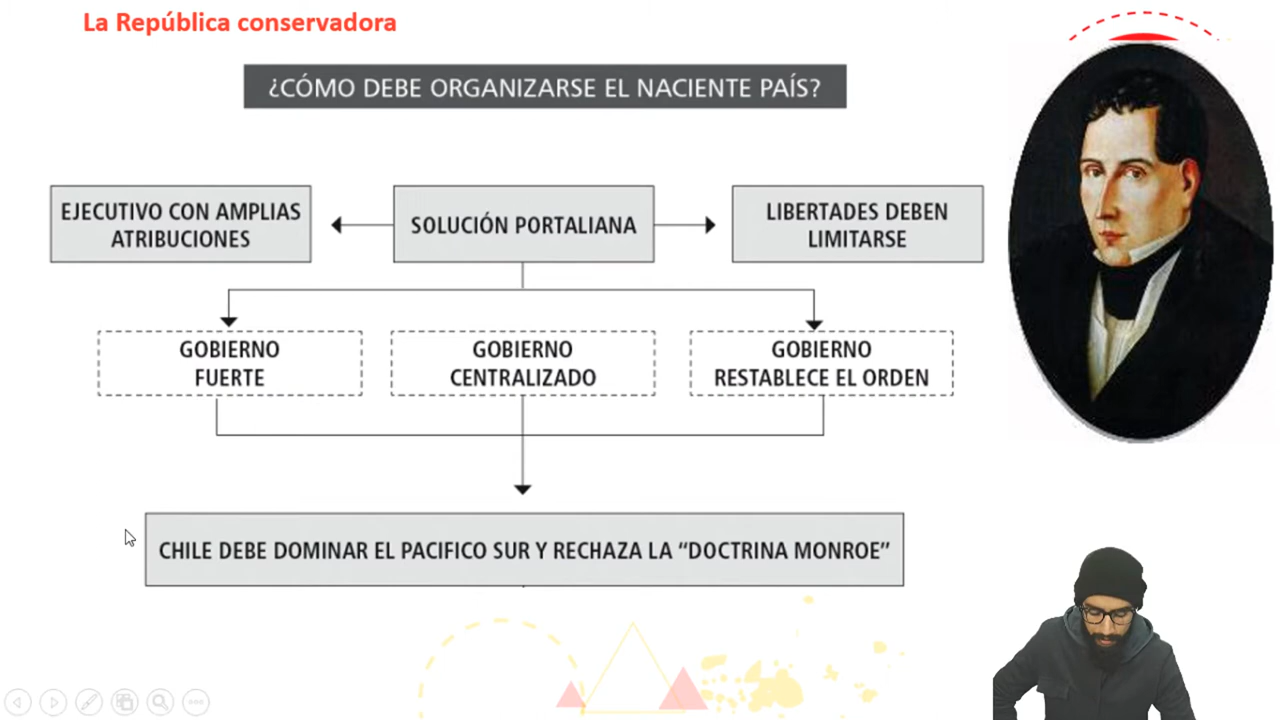 La República conservadora
¿CÓMO DEBE ORGANIZARSE EL NACIENTE PAÍS?
EJECUTIVO CON AMPLIAS
ATRIBUCIONES
SOLUCIÓN PORTALIANA
LIBERTADES DEBEN
LIMITARSE
GOBIERNO
FUERTE
GOBIERNO
CENTRALIZADO
GOBIERNO
RESTABLECE EL ORDEN
CHILE DEBE DOMINAR EL PACIFICO SUR Y RECHAZA LA “DOCTRINA MONROE”